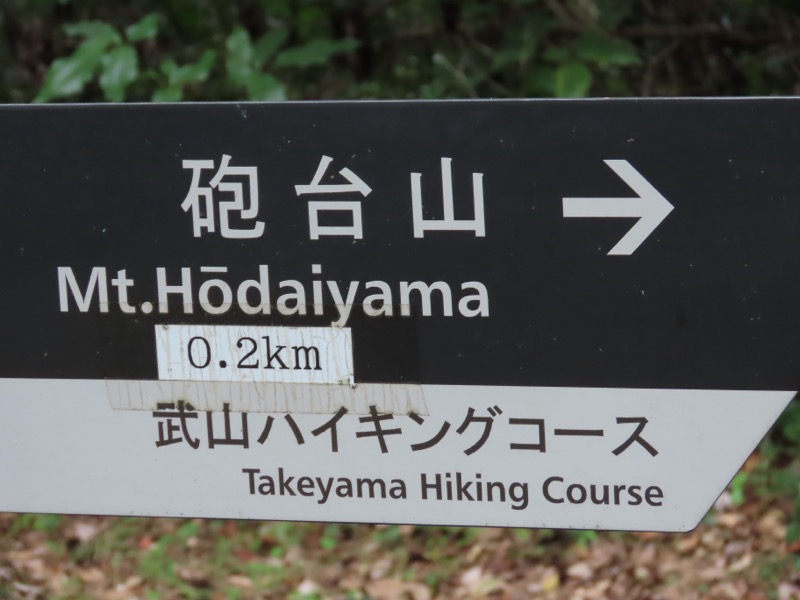 砲台山 →
Mt.Hōdaiyama
0.2km
武山ハイキングコース
Takeyama Hiking Course